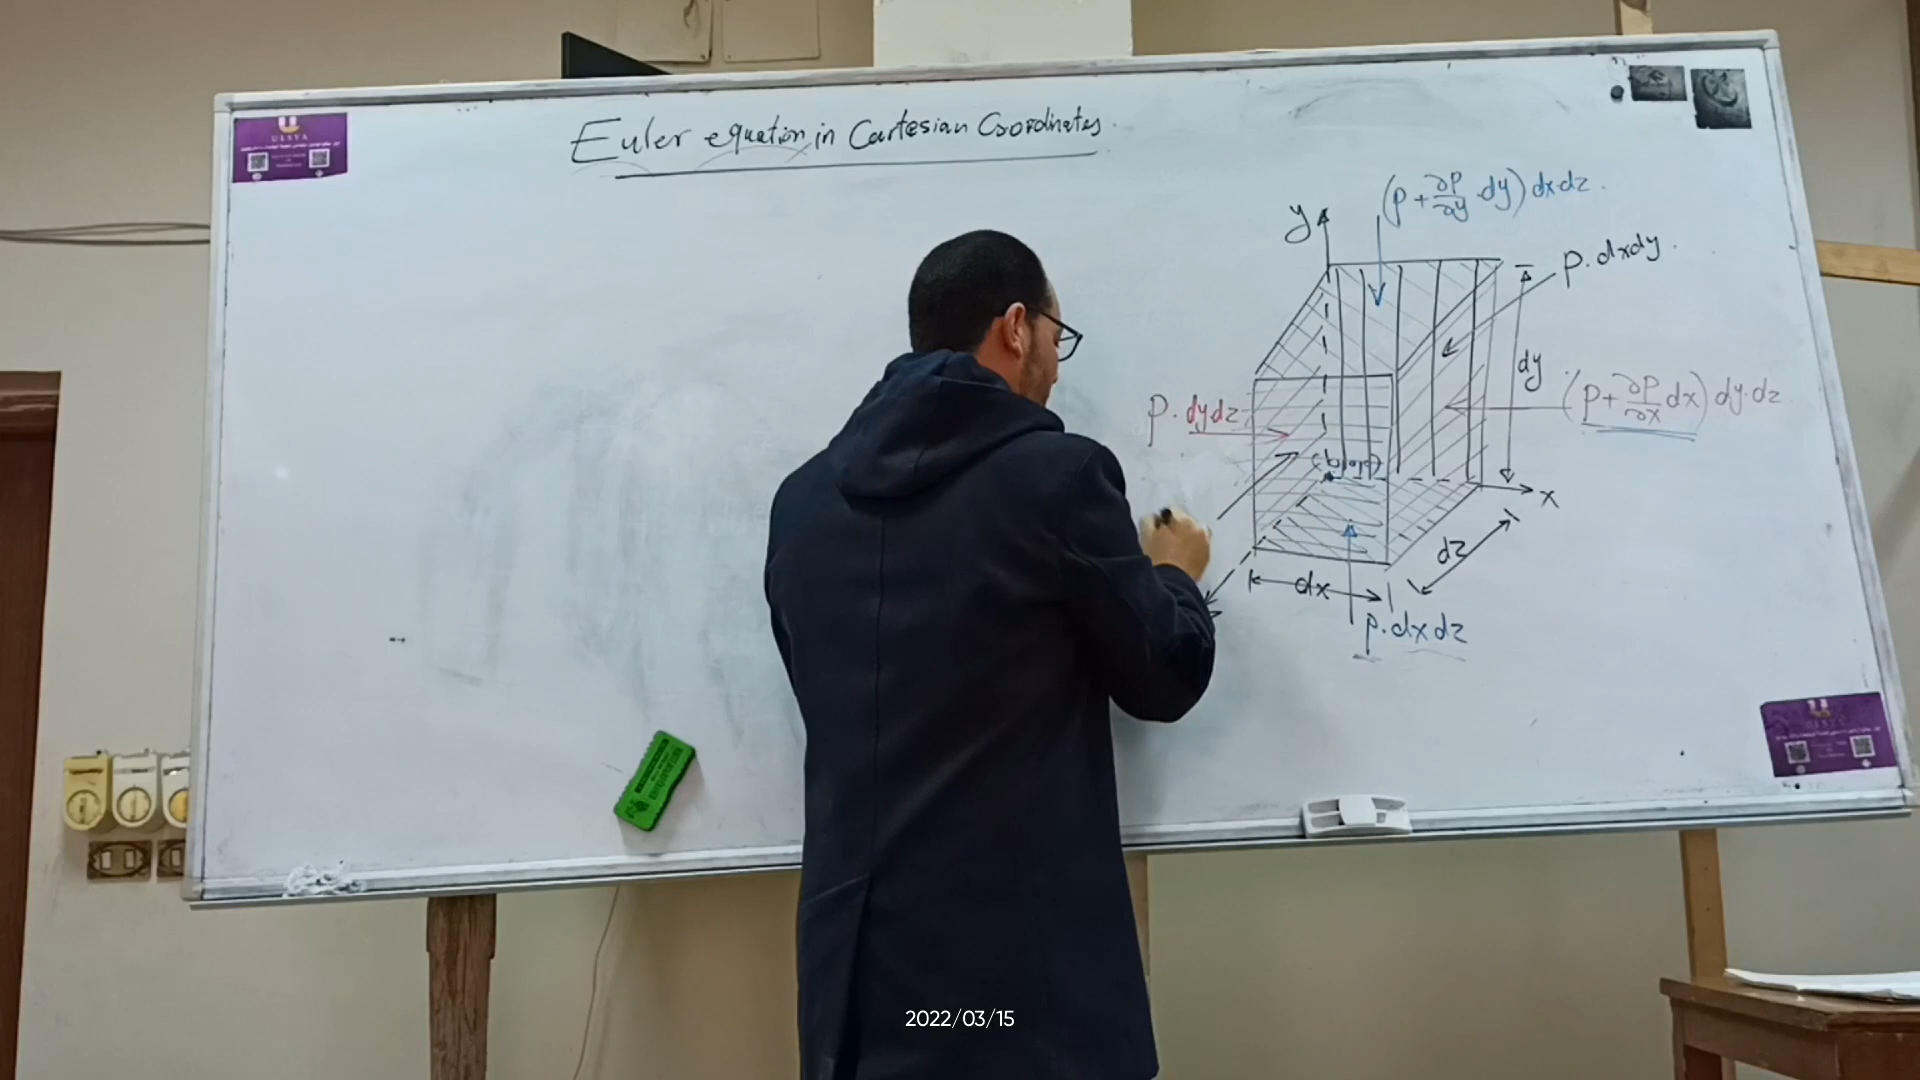 Euler equation in Cartesian Coordinates.
(P + ∂P/∂y · dy) dx·dz.
y
P. dxdy.
dy
P. dydz
(P + ∂P/∂x dx) dy·dz
x
dz
dx
P. dx dz
ULSYA
2022/03/15